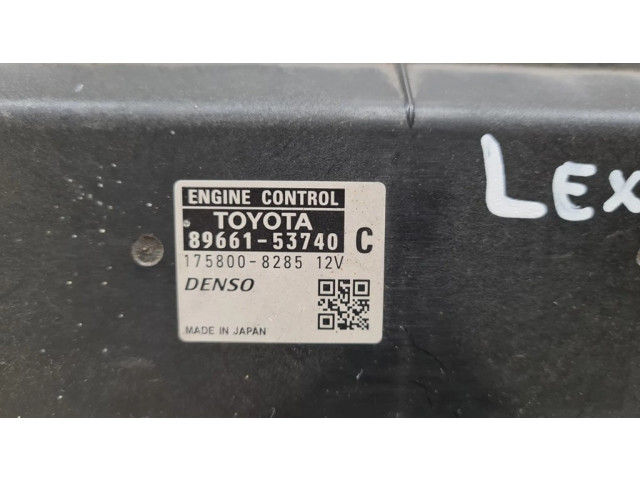 ENGINE CONTROL
TOYOTA
89661-53740 C
175800-8285 12V
DENSO
MADE IN JAPAN
LEX